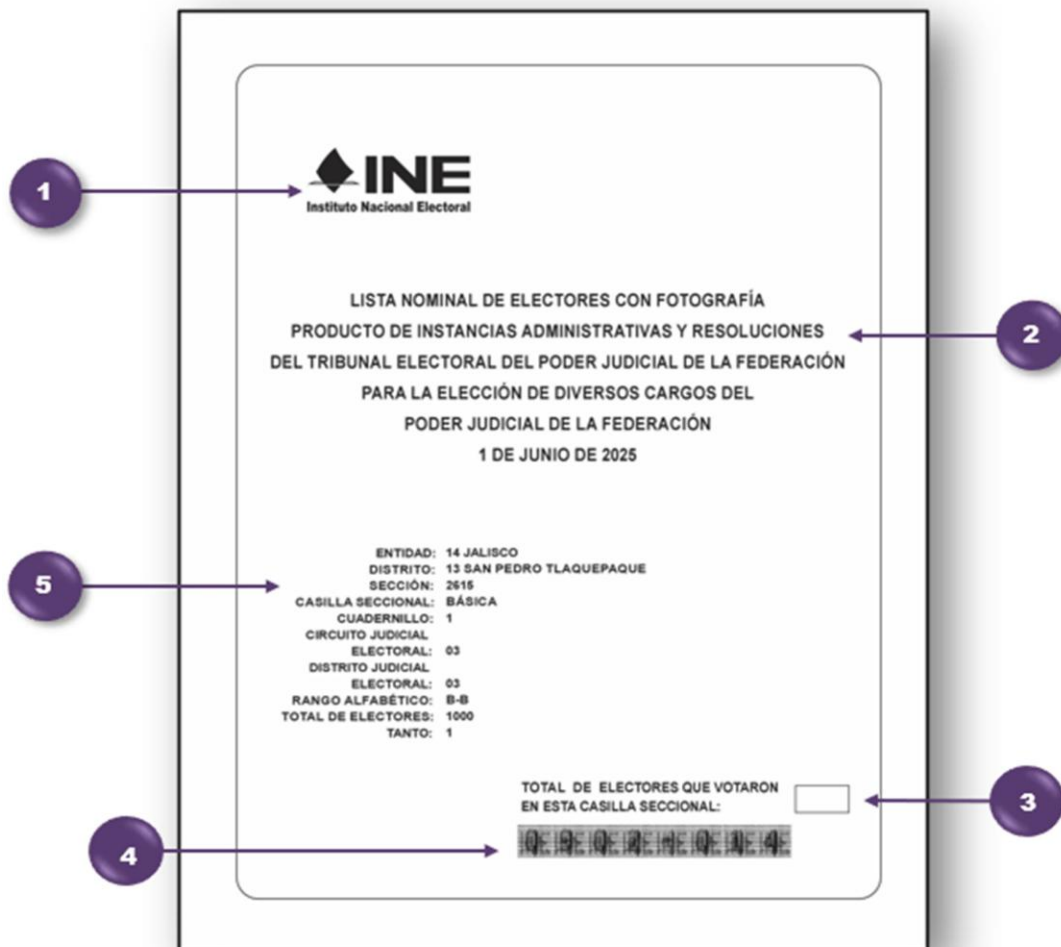 1
INE
Instituto Nacional Electoral
LISTA NOMINAL DE ELECTORES CON FOTOGRAFÍA
PRODUCTO DE INSTANCIAS ADMINISTRATIVAS Y RESOLUCIONES
2
DEL TRIBUNAL ELECTORAL DEL PODER JUDICIAL DE LA FEDERACIÓN
PARA LA ELECCIÓN DE DIVERSOS CARGOS DEL
PODER JUDICIAL DE LA FEDERACIÓN
1 DE JUNIO DE 2025
ENTIDAD: 14 JALISCO
DISTRITO: 13 SAN PEDRO TLAQUEPAQUE
5
SECCIÓN: 2615
CASILLA SECCIONAL: BÁSICA
CUADERNILLO: 1
CIRCUITO JUDICIAL
ELECTORAL: 03
DISTRITO JUDICIAL
ELECTORAL: 03
RANGO ALFABÉTICO: B-B
TOTAL DE ELECTORES: 1000
TANTO: 1
TOTAL DE ELECTORES QUE VOTARON
EN ESTA CASILLA SECCIONAL:
3
4